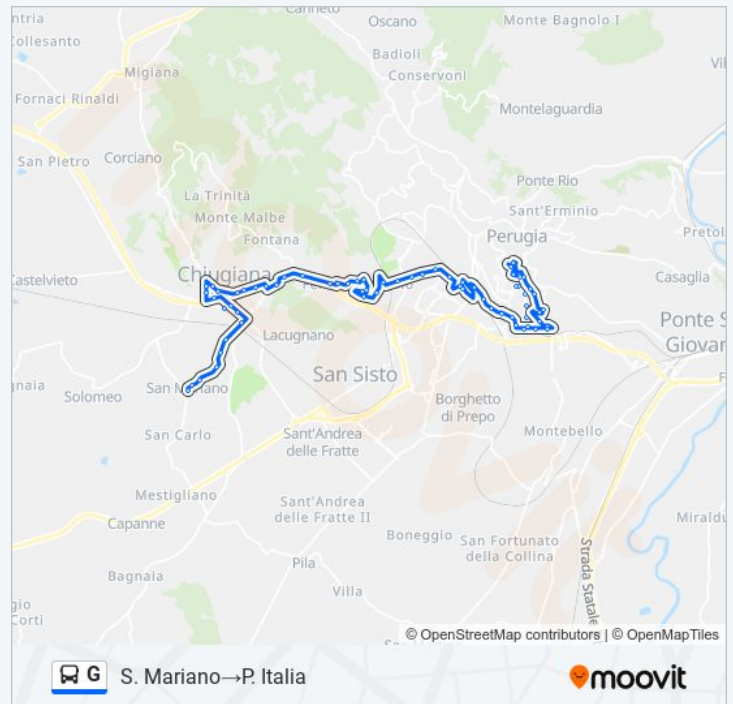 Canneto
Oscano
Monte Bagnolo I
ntria
Collesanto
Badioli
Conservoni
Migiana
Fornaci Rinaldi
Montelaguardia
San Pietro
Corciano
La Trinità
Ponte Rio
Monte Malbe
Sant'Erminio
Fontana
Perugia
Pretol
Chiugiana
Castelvieto
Casaglia
Lacugnano
Ponte S
Giovan
San Sisto
gnaia
San Mariano
Solomeo
Borghetto
di Prepo
San Carlo
Sant'Andrea
delle Fratte
Montebello
Mestigliano
Sant'Andrea
delle Fratte II
Capanne
Miraldu
Boneggio
San Fortunato
della Collina
Strada Statale
Pila
Bagnaia
Villa
gio
Corti
© OpenStreetMap contributors | © OpenMapTiles
G
S. Mariano→P. Italia
moovit